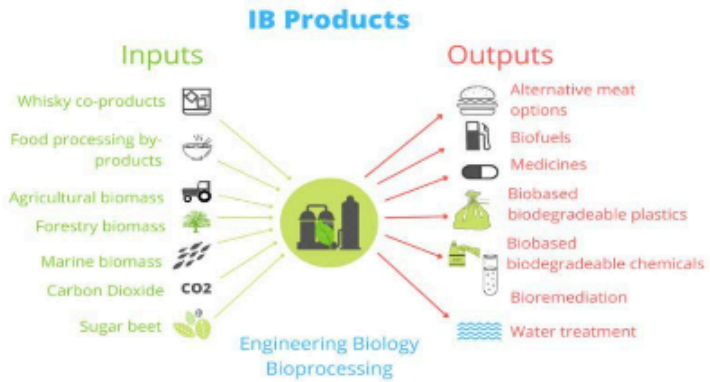 IB Products
Inputs
Outputs
Whisky co-products
Food processing by-
products
Agricultural biomass
Forestry biomass
Marine biomass
Carbon Dioxide
CO2
Sugar beet
Alternative meat
options
Biofuels
Medicines
Biobased
biodegradeable plastics
Biobased
biodegradeable chemicals
Bioremediation
Water treatment
Engineering Biology
Bioprocessing